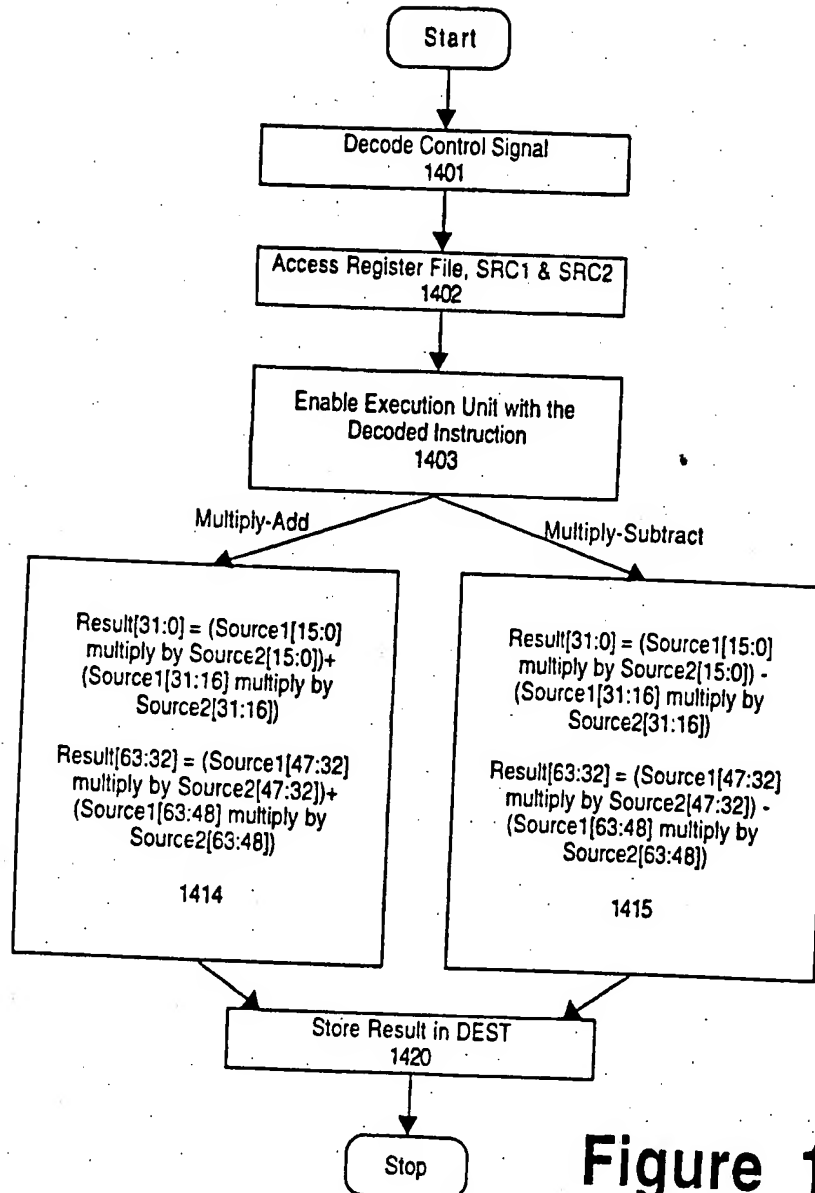 Start
Decode Control Signal
1401
Access Register File, SRC1 & SRC2
1402
Enable Execution Unit with the
Decoded Instruction
1403
Multiply-Add
Multiply-Subtract
Result[31:0] = (Source1[15:0]
multiply by Source2[15:0])+
(Source1[31:16] multiply by
Source2[31:16])
Result[63:32] = (Source1[47:32]
multiply by Source2[47:32])+
(Source1[63:48] multiply by
Source2[63:48])
1414
Result[31:0] = (Source1[15:0]
multiply by Source2[15:0]) -
(Source1[31:16] multiply by
Source2[31:16])
Result[63:32] = (Source1[47:32]
multiply by Source2[47:32]) -
(Source1[63:48] multiply by
Source2[63:48])
1415
Store Result in DEST
1420
Stop
Figure